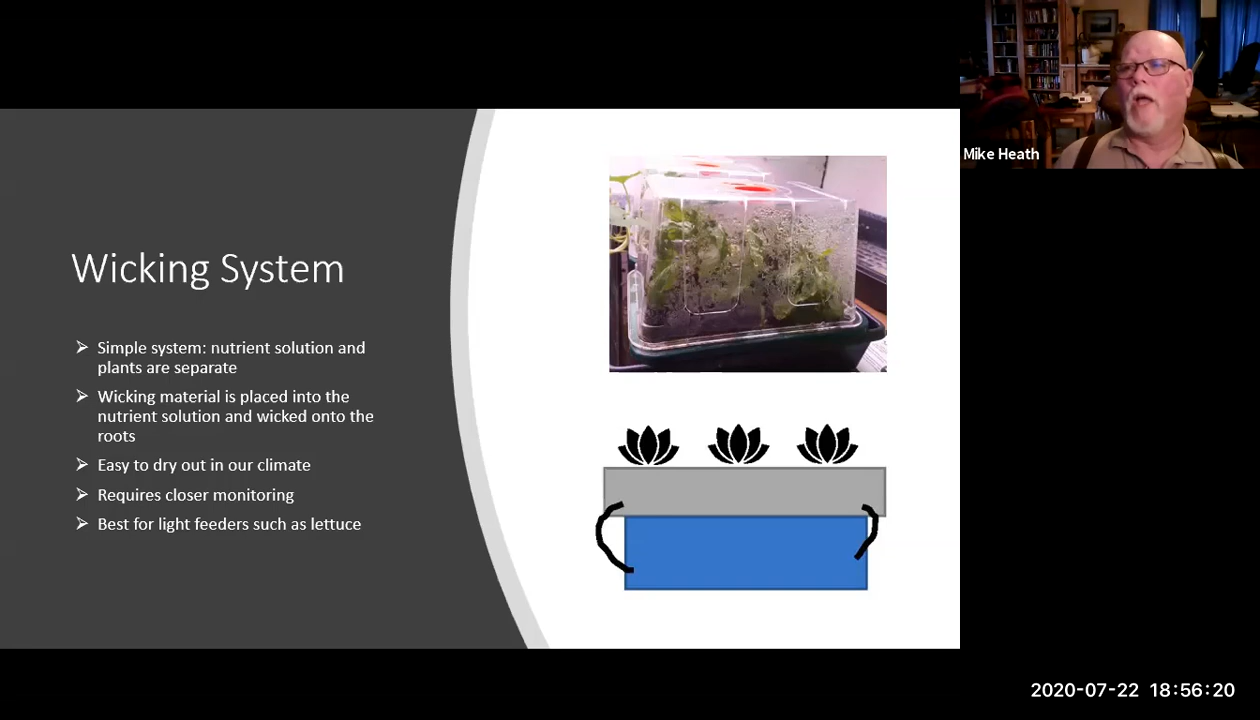 Mike Heath
Wicking System
➢ Simple system: nutrient solution and
plants are separate
➢ Wicking material is placed into the
nutrient solution and wicked onto the
roots
➢ Easy to dry out in our climate
➢ Requires closer monitoring
➢ Best for light feeders such as lettuce
2020-07-22 18:56:20